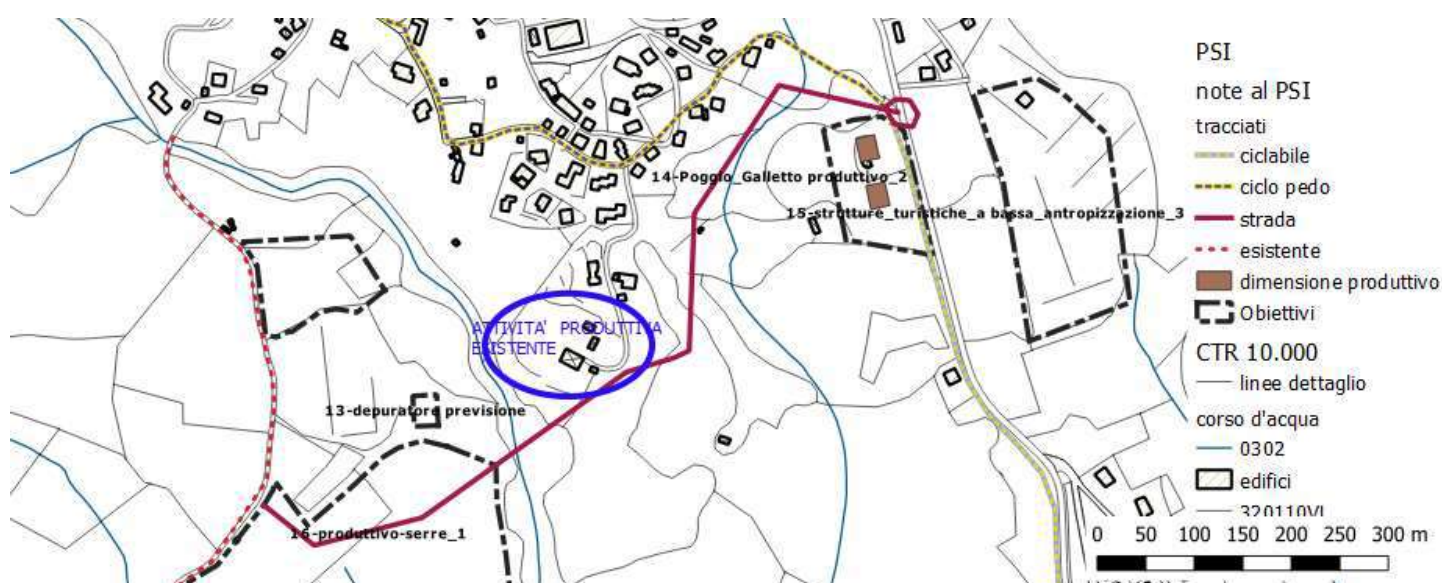 14-Poggio_Galletto produttivo_2
15-strutture_turistiche_a bassa_antropizzazione_3
ATTIVITA' PRODUTTIVA
ESISTENTE
13-depuratore previsione
16-produttivo-serre_1
PSI
note al PSI
tracciati
ciclabile
ciclo pedo
strada
esistente
dimensione produttivo
Obiettivi
CTR 10.000
linee dettaglio
corso d'acqua
0302
edifici
320110VL
0 50 100 150 200 250 300 m